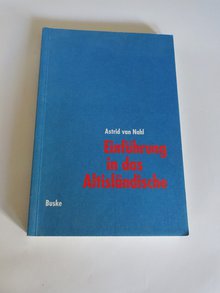 Astrid van Nahl
Einführung
in das
Altisländische
Buske